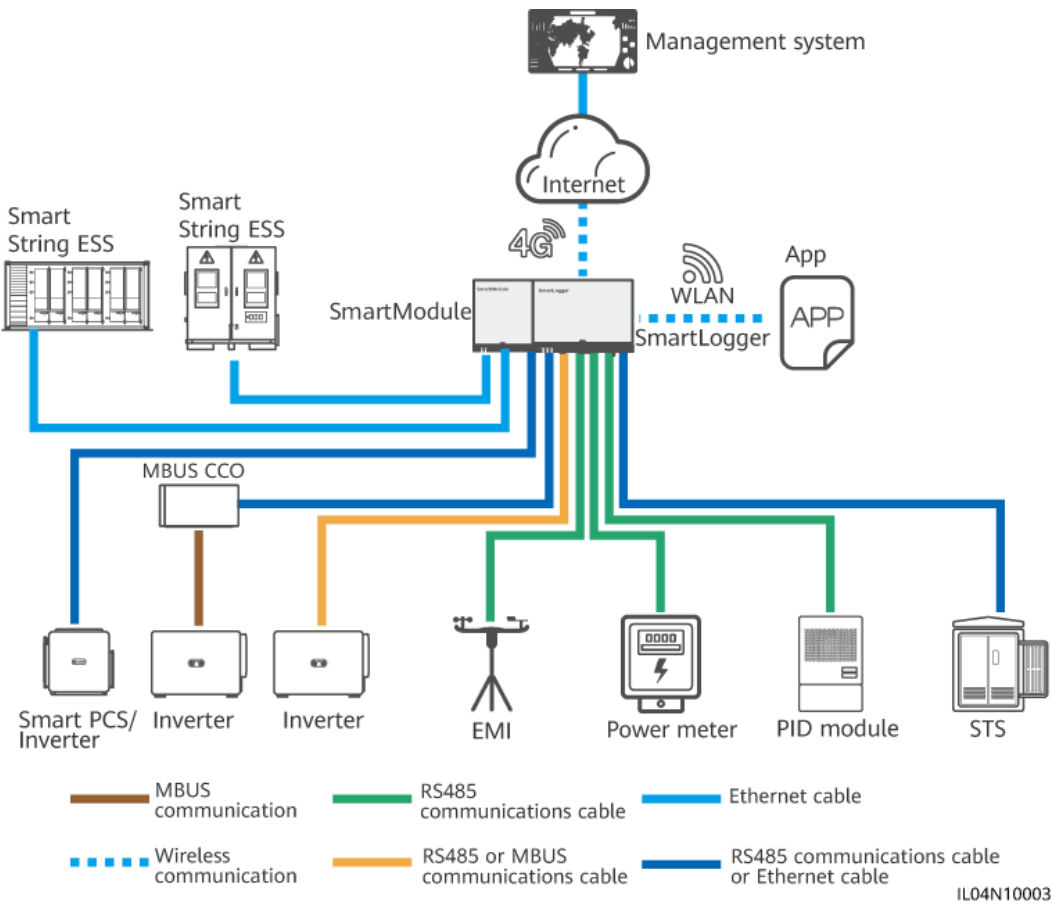 Management system
Internet
Smart
String ESS
Smart
String ESS
4G
SmartModule
SmartModule
SmartLogger
WLAN
SmartLogger
App
APP
MBUS CCO
Smart PCS/
Inverter
Inverter
Inverter
EMI
Power meter
PID module
STS
MBUS
communication
RS485
communications cable
Ethernet cable
Wireless
communication
RS485 or MBUS
communications cable
RS485 communications cable
or Ethernet cable
IL04N10003